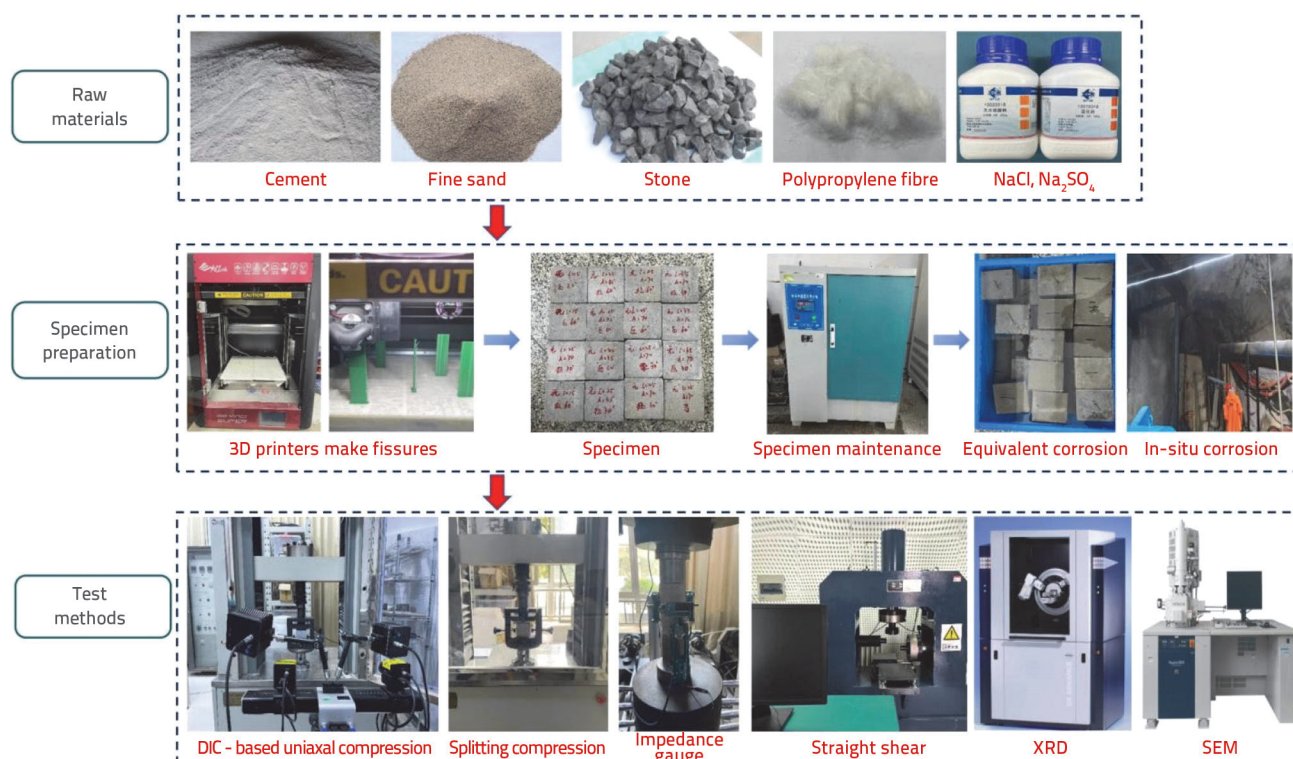 Raw
materials
Cement
Fine sand
Stone
Polypropylene fibre
NaCl, Na₂SO₄
Specimen
preparation
CAUT
3D printers make fissures
Specimen
Specimen maintenance
Equivalent corrosion
In-situ corrosion
Test
methods
DIC - based uniaxal compression
Splitting compression
Impedance
gauge
Straight shear
XRD
SEM